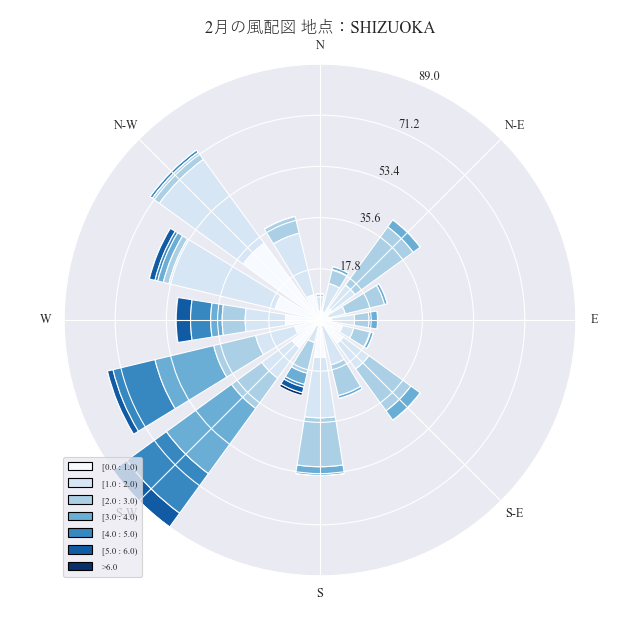 2月の風配図 地点：SHIZUOKA
N
89.0
N-W
71.2
N-E
53.4
35.6
17.8
W
E
[0.0 : 1.0)
[1.0 : 2.0)
[2.0 : 3.0)
[3.0 : 4.0)
S-W
S-E
[4.0 : 5.0)
[5.0 : 6.0)
>6.0
S